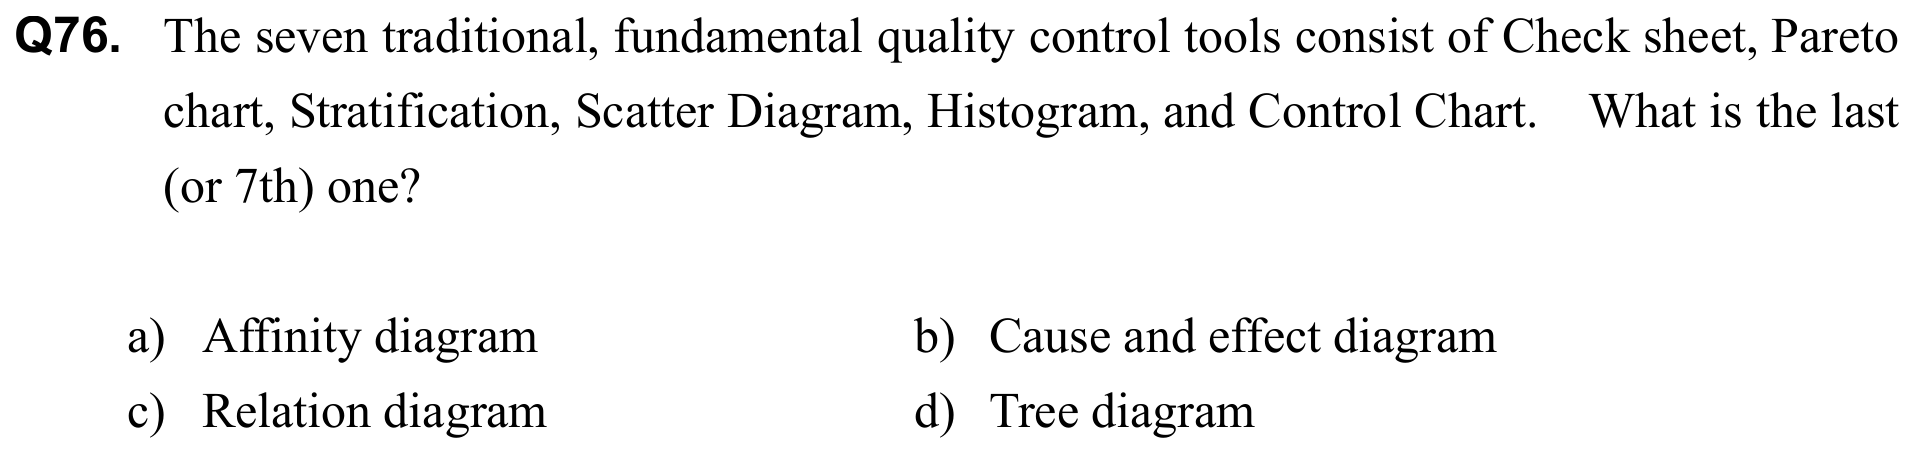 Q76. The seven traditional, fundamental quality control tools consist of Check sheet, Pareto
chart, Stratification, Scatter Diagram, Histogram, and Control Chart. What is the last
(or 7th) one?
a) Affinity diagram b) Cause and effect diagram
c) Relation diagram d) Tree diagram